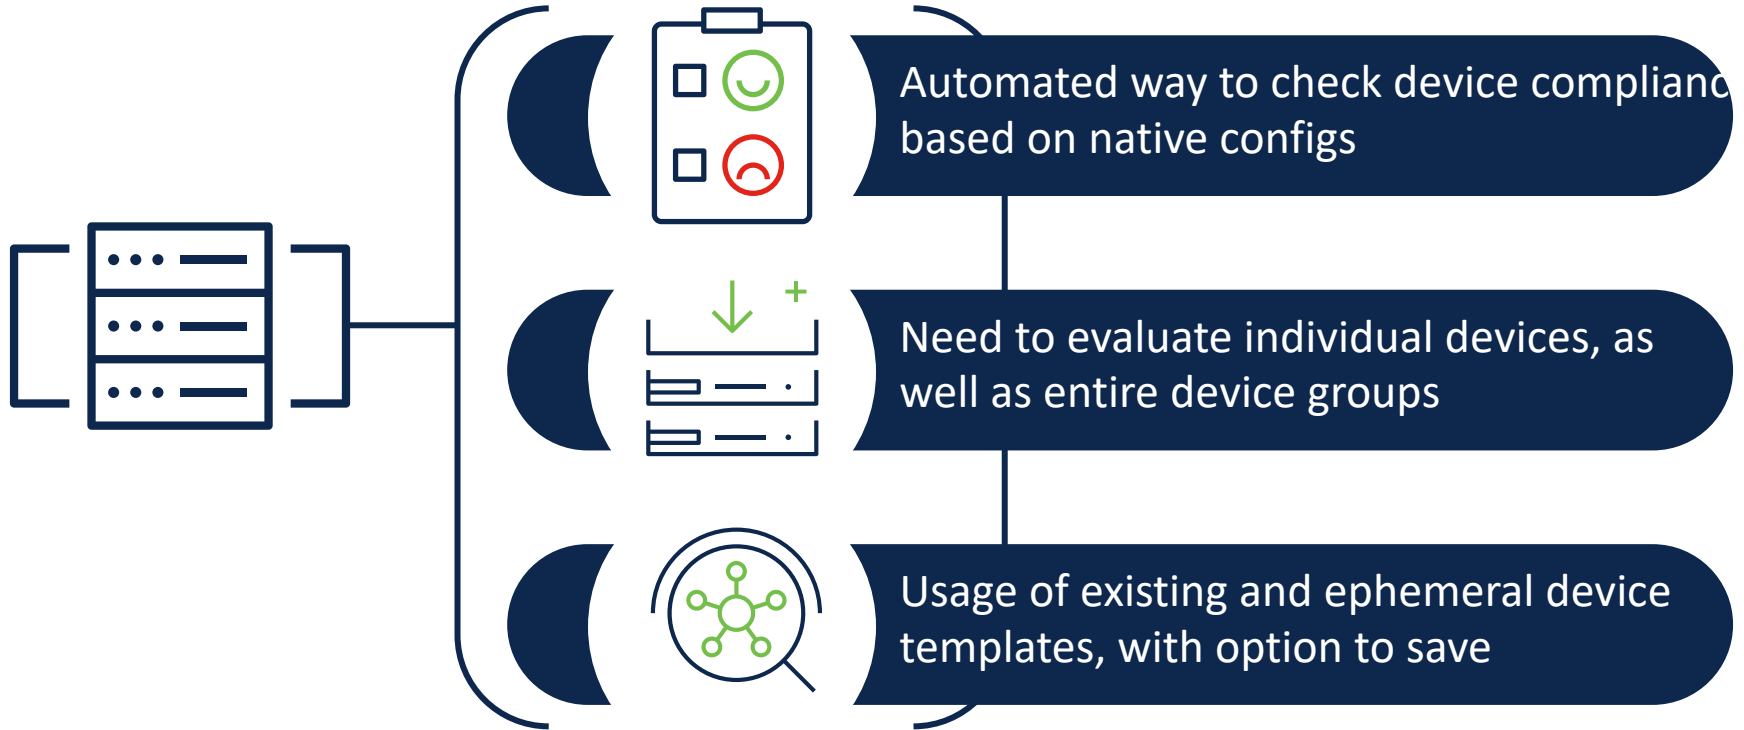 Automated way to check device complianc
based on native configs
Need to evaluate individual devices, as
well as entire device groups
Usage of existing and ephemeral device
templates, with option to save